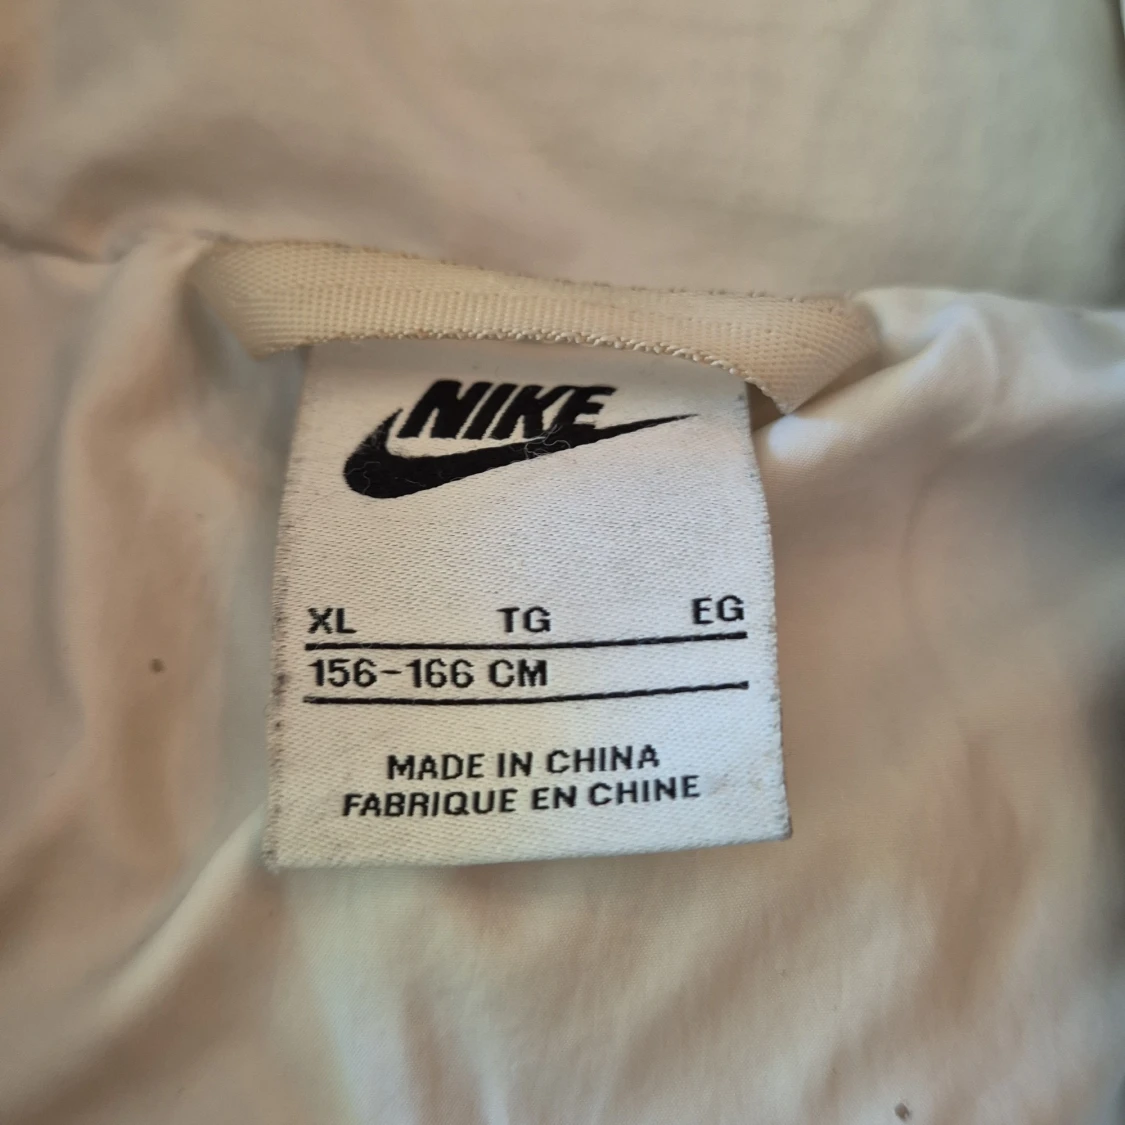 NIKE
XL TG EG
156-166 CM
MADE IN CHINA
FABRIQUE EN CHINE